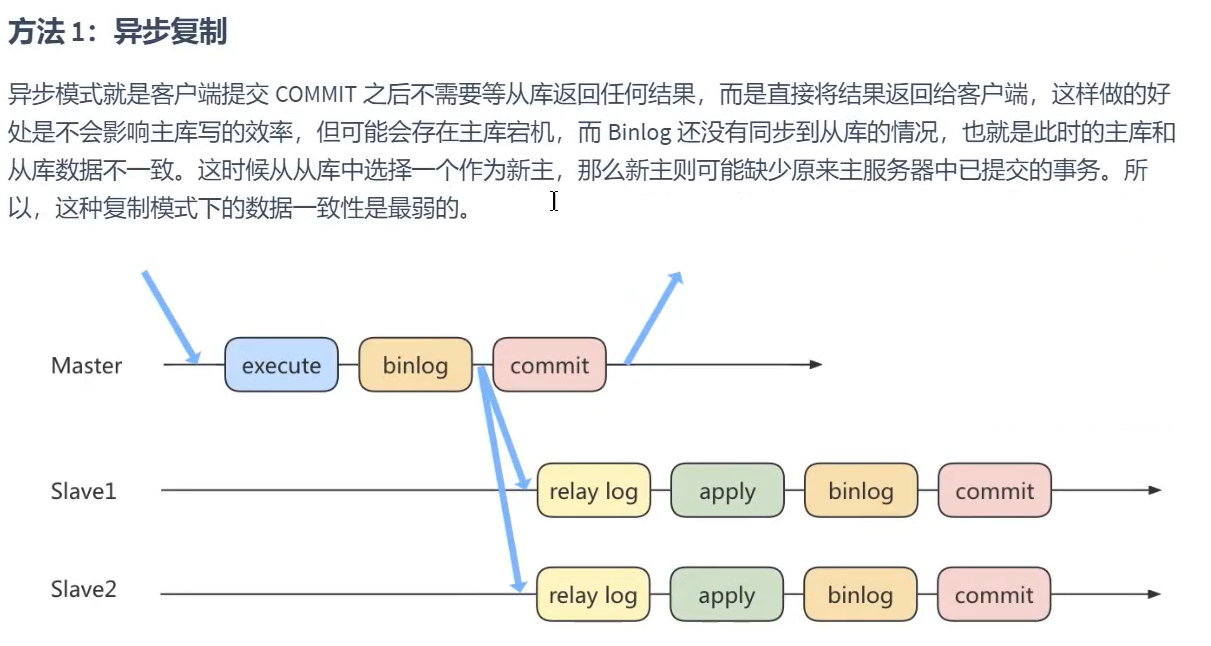 方法 1：异步复制
异步模式就是客户端提交 COMMIT 之后不需要等从库返回任何结果，而是直接将结果返回给客户端，这样做的好
处是不会影响主库写的效率，但可能会存在主库宕机，而 Binlog 还没有同步到从库的情况，也就是此时的主库和
从库数据不一致。这时候从从库中选择一个作为新主，那么新主则可能缺少原来主服务器中已提交的事务。所
以，这种复制模式下的数据一致性是最弱的。
Master execute binlog commit
Slave1 relay log apply binlog commit
Slave2 relay log apply binlog commit